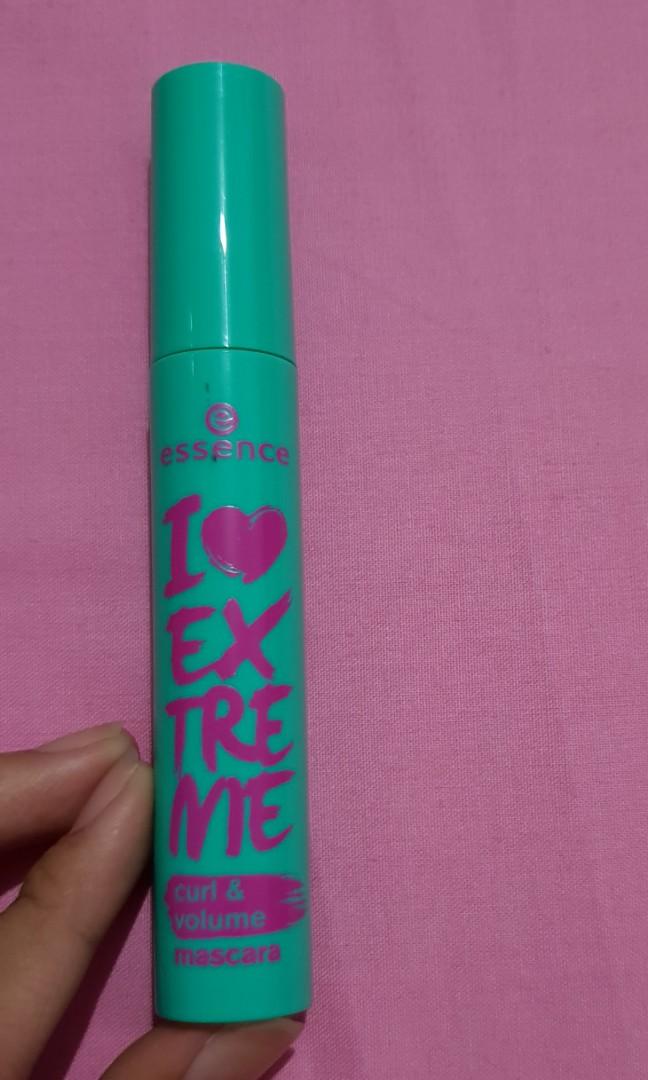 e
essence
I
EX
TRE
ME
curl &
volume
mascara